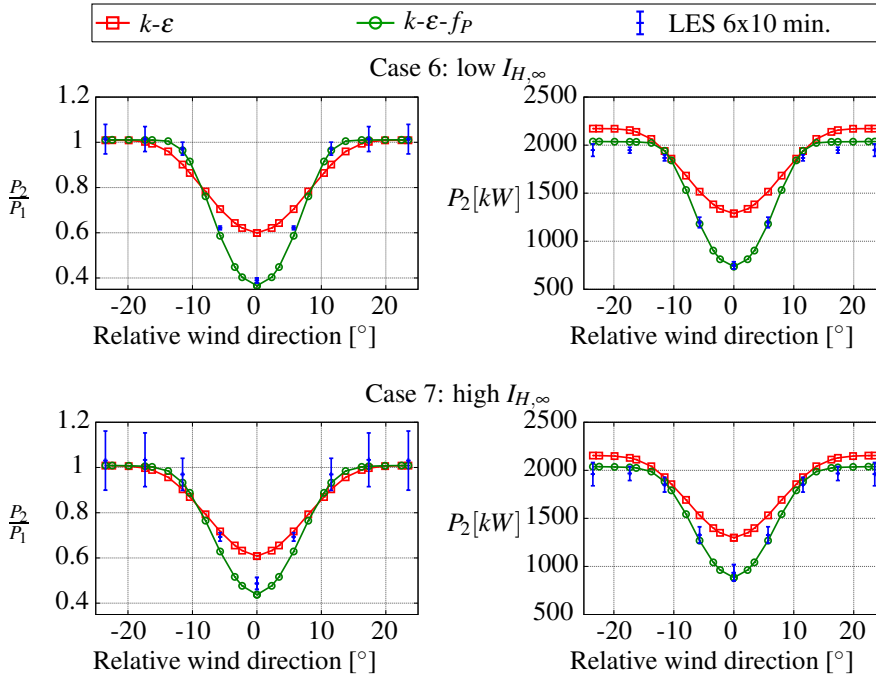 k-ε k-ε-f_P LES 6x10 min.
Case 6: low I_{H,∞}
1.2
1
0.8
0.6
0.4
P_2/P_1
-20 -10 0 10 20
Relative wind direction [°]
2500
2000
1500
1000
500
P_2[kW]
-20 -10 0 10 20
Relative wind direction [°]
Case 7: high I_{H,∞}
1.2
1
0.8
0.6
0.4
P_2/P_1
-20 -10 0 10 20
Relative wind direction [°]
2500
2000
1500
1000
500
P_2[kW]
-20 -10 0 10 20
Relative wind direction [°]